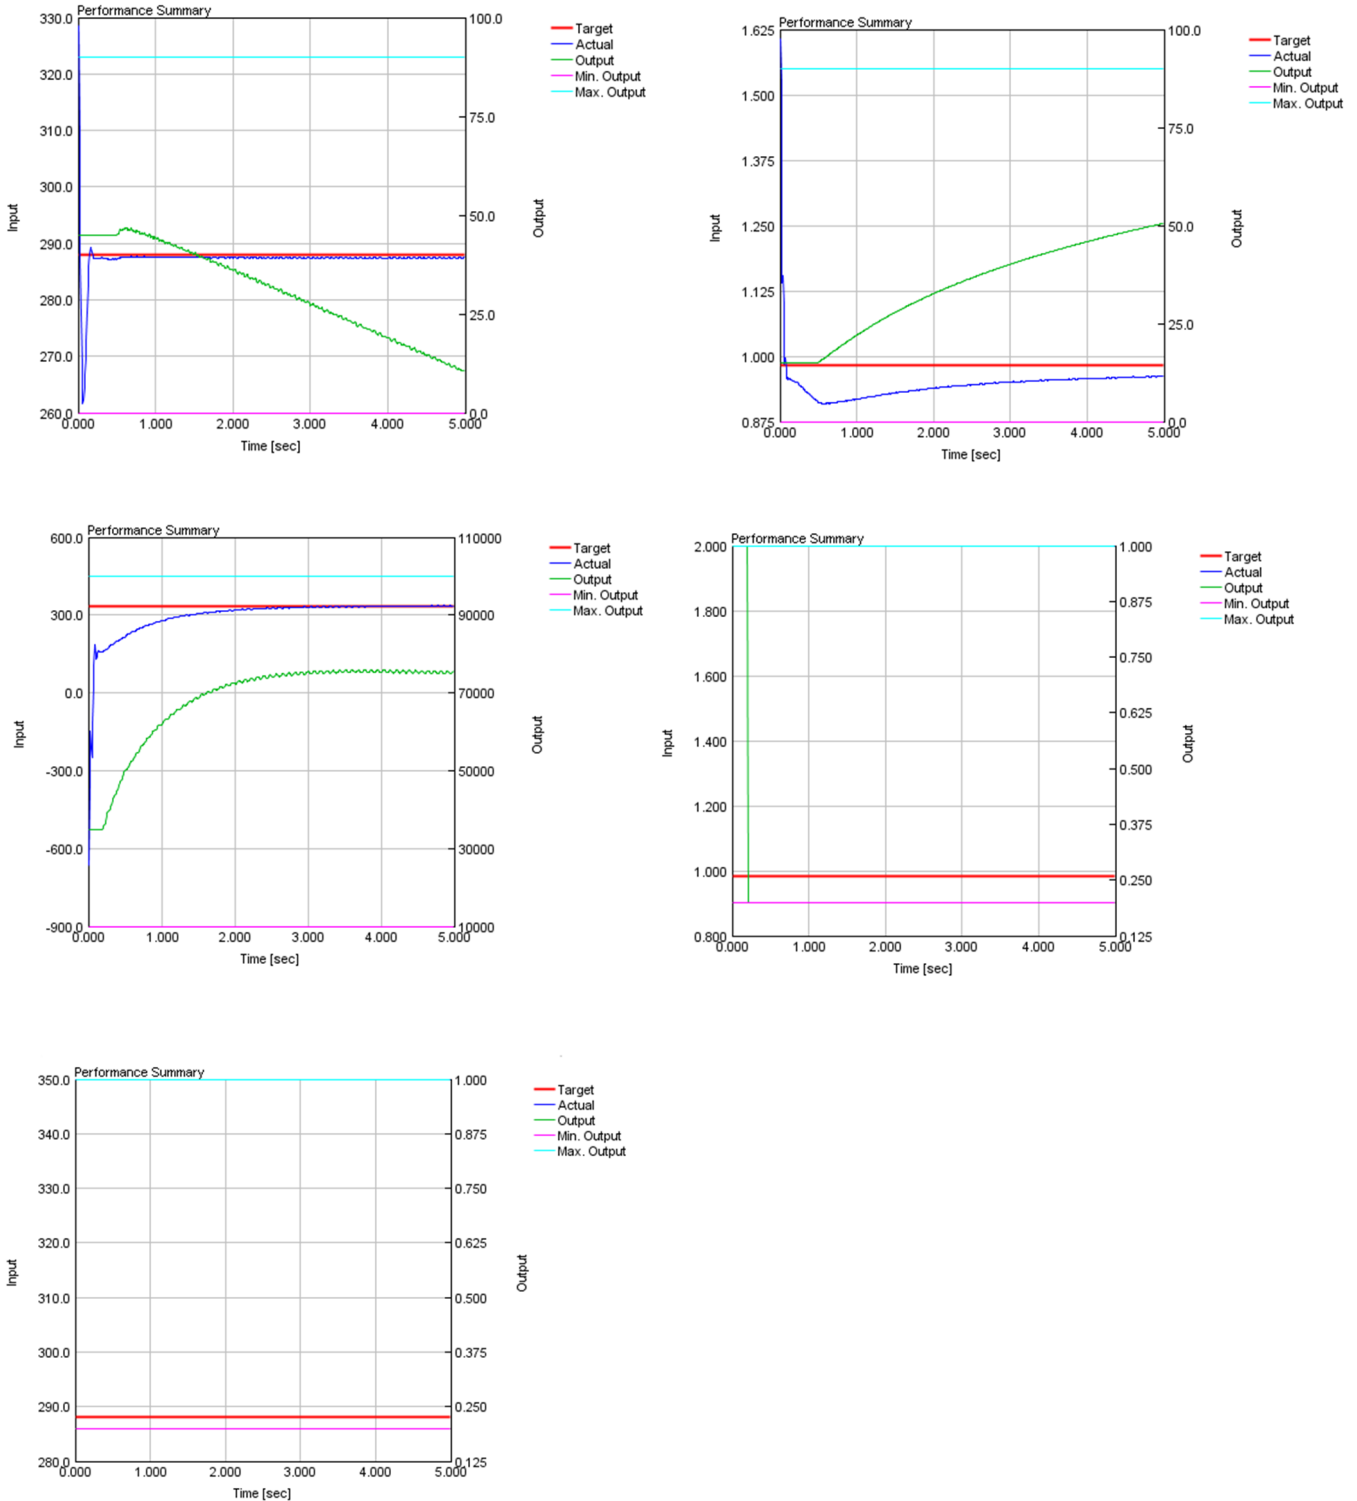 Performance Summary
330.0
320.0
310.0
300.0
290.0
280.0
270.0
260.0
100.0
75.0
50.0
25.0
0.0
0.000 1.000 2.000 3.000 4.000 5.000
Time [sec]
Input
Output
Target
Actual
Output
Min. Output
Max. Output
Performance Summary
1.625
1.500
1.375
1.250
1.125
1.000
0.875
100.0
75.0
50.0
25.0
0.0
0.000 1.000 2.000 3.000 4.000 5.000
Time [sec]
Input
Output
Target
Actual
Output
Min. Output
Max. Output
Performance Summary
600.0
300.0
0.0
-300.0
-600.0
-900.0
110000
90000
70000
50000
30000
10000
0.000 1.000 2.000 3.000 4.000 5.000
Time [sec]
Input
Output
Target
Actual
Output
Min. Output
Max. Output
Performance Summary
2.000
1.800
1.600
1.400
1.200
1.000
0.800
1.000
0.875
0.750
0.625
0.500
0.375
0.250
0.125
0.000 1.000 2.000 3.000 4.000 5.000
Time [sec]
Input
Output
Target
Actual
Output
Min. Output
Max. Output
Performance Summary
350.0
340.0
330.0
320.0
310.0
300.0
290.0
280.0
1.000
0.875
0.750
0.625
0.500
0.375
0.250
0.125
0.000 1.000 2.000 3.000 4.000 5.000
Time [sec]
Input
Output
Target
Actual
Output
Min. Output
Max. Output